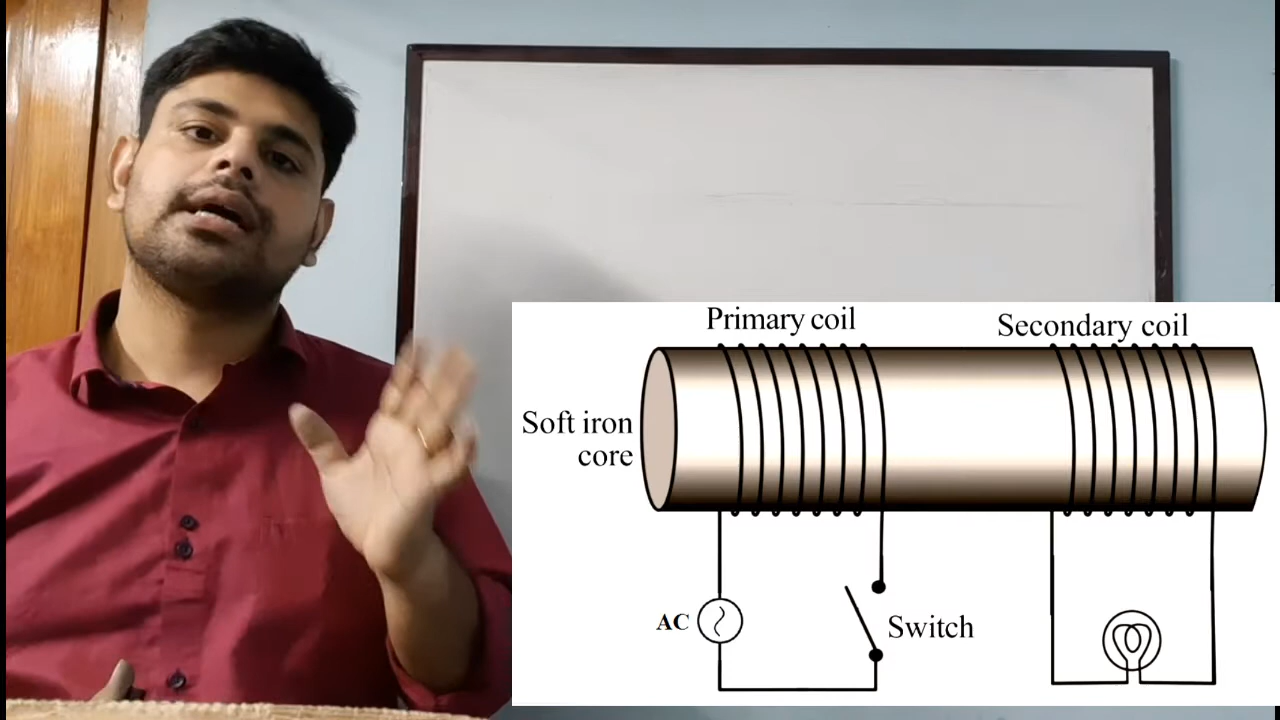 Primary coil
Secondary coil
Soft iron
core
AC
Switch